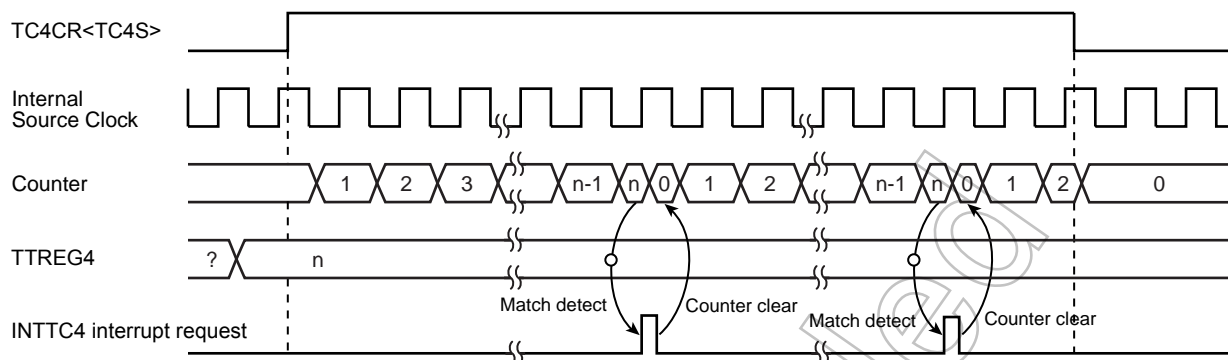 TC4CR<TC4S>
Internal
Source Clock
Counter 1 2 3 n-1 n 0 1 2 n-1 n 0 1 2 0
TTREG4 ? n
Match detect Counter clear Match detect Counter clear
INTTC4 interrupt request